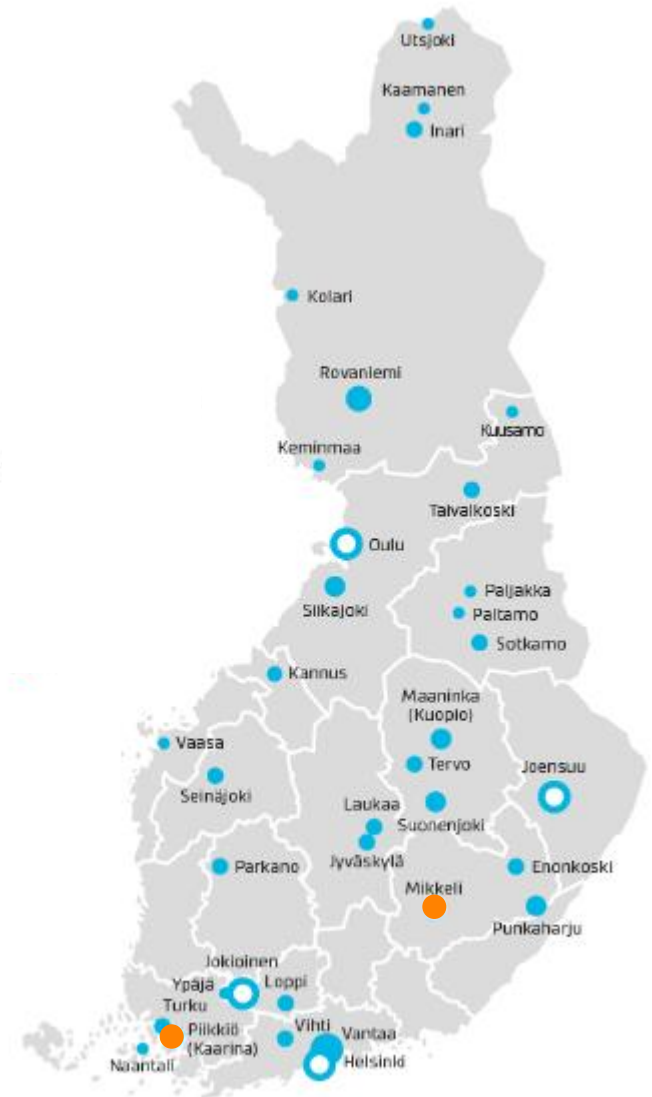 Utsjoki
Kaamanen
Inari
Kolari
Rovaniemi
Kuusamo
Keminmaa
Taivalkoski
Oulu
Siikajoki
Paljakka
Paltamo
Sotkamo
Kannus
Maaninka
(Kuopio)
Vaasa
Tervo
Joensuu
Seinäjoki
Laukaa
Suonenjoki
Jyväskylä
Parkano
Enonkoski
Mikkeli
Punkaharju
Jokioinen
Ypäjä
Loppi
Turku
Piikkiö
(Kaarina)
Vihti
Vantaa
Helsinki
Naantali